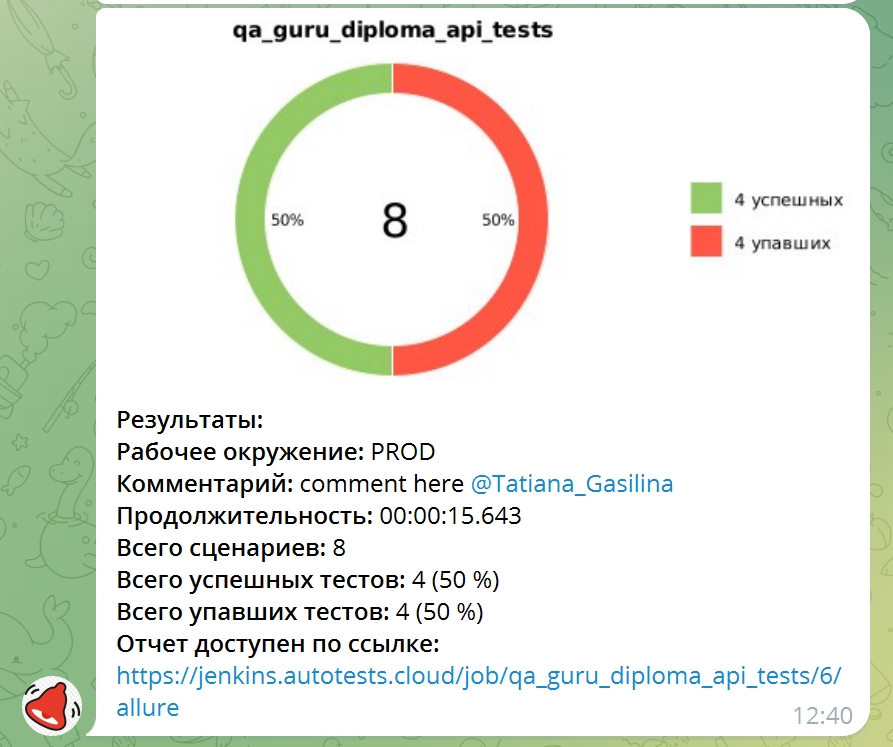 qa_guru_diploma_api_tests
50%
8
50%
4 успешных
4 упавших
Результаты:
Рабочее окружение: PROD
Комментарий: comment here @Tatiana_Gasilina
Продолжительность: 00:00:15.643
Всего сценариев: 8
Всего успешных тестов: 4 (50 %)
Всего упавших тестов: 4 (50 %)
Отчет доступен по ссылке:
https://jenkins.autotests.cloud/job/qa_guru_diploma_api_tests/6/
allure
12:40